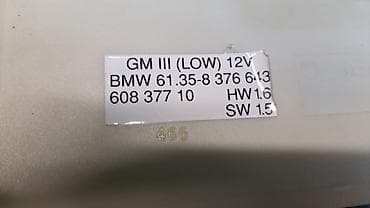 GM III (LOW) 12V
BMW 61.35-8 376 643
608 377 10 HW 1.6
SW 1.5
466